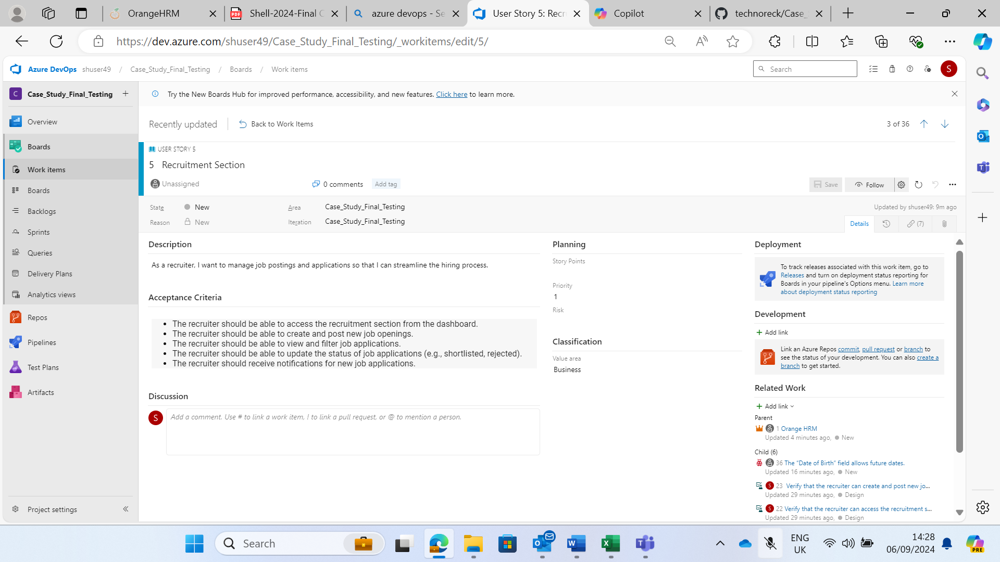 OrangeHRM
Shell-2024-Final C
azure devops - Se
User Story 5: Recr
Copilot
technoreck/Case_
https://dev.azure.com/shuser49/Case_Study_Final_Testing/_workitems/edit/5/
Azure DevOps shuser49 / Case_Study_Final_Testing / Boards / Work items
Search
S
C Case_Study_Final_Testing
Try the New Boards Hub for improved performance, accessibility, and new features. Click here to learn more.
Overview
Boards
Work items
Boards
Backlogs
Sprints
Queries
Delivery Plans
Analytics views
Repos
Pipelines
Test Plans
Artifacts
Project settings
Recently updated
Back to Work Items
3 of 36
USER STORY 5
5 Recruitment Section
Unassigned
0 comments
Add tag
Save
Follow
State
New
Area
Case_Study_Final_Testing
Updated by shuser49: 9m ago
Reason
New
Iteration
Case_Study_Final_Testing
Details
(7)
Description
As a recruiter, I want to manage job postings and applications so that I can streamline the hiring process.
Acceptance Criteria
• The recruiter should be able to access the recruitment section from the dashboard.
• The recruiter should be able to create and post new job openings.
• The recruiter should be able to view and filter job applications.
• The recruiter should be able to update the status of job applications (e.g., shortlisted, rejected).
• The recruiter should receive notifications for new job applications.
Discussion
S
Add a comment. Use # to link a work item, ! to link a pull request, or @ to mention a person.
Planning
Story Points
Priority
1
Risk
Classification
Value area
Business
Deployment
To track releases associated with this work item, go to
Releases and turn on deployment status reporting for
Boards in your pipeline's Options menu. Learn more
about deployment status reporting
Development
Add link
Link an Azure Repos commit, pull request or branch to
see the status of your development. You can also create a
branch to get started.
Related Work
Add link
Parent
1 Orange HRM
Updated 4 minutes ago, New
Child (6)
36 The “Date of Birth” field allows future dates.
Updated 16 minutes ago, New
S 23 Verify that the recruiter can create and post new jo...
Updated 29 minutes ago, Design
S 22 Verify that the recruiter can access the recruitment s...
Updated 29 minutes ago, Design
Search
ENG
UK
14:28
06/09/2024
PRE